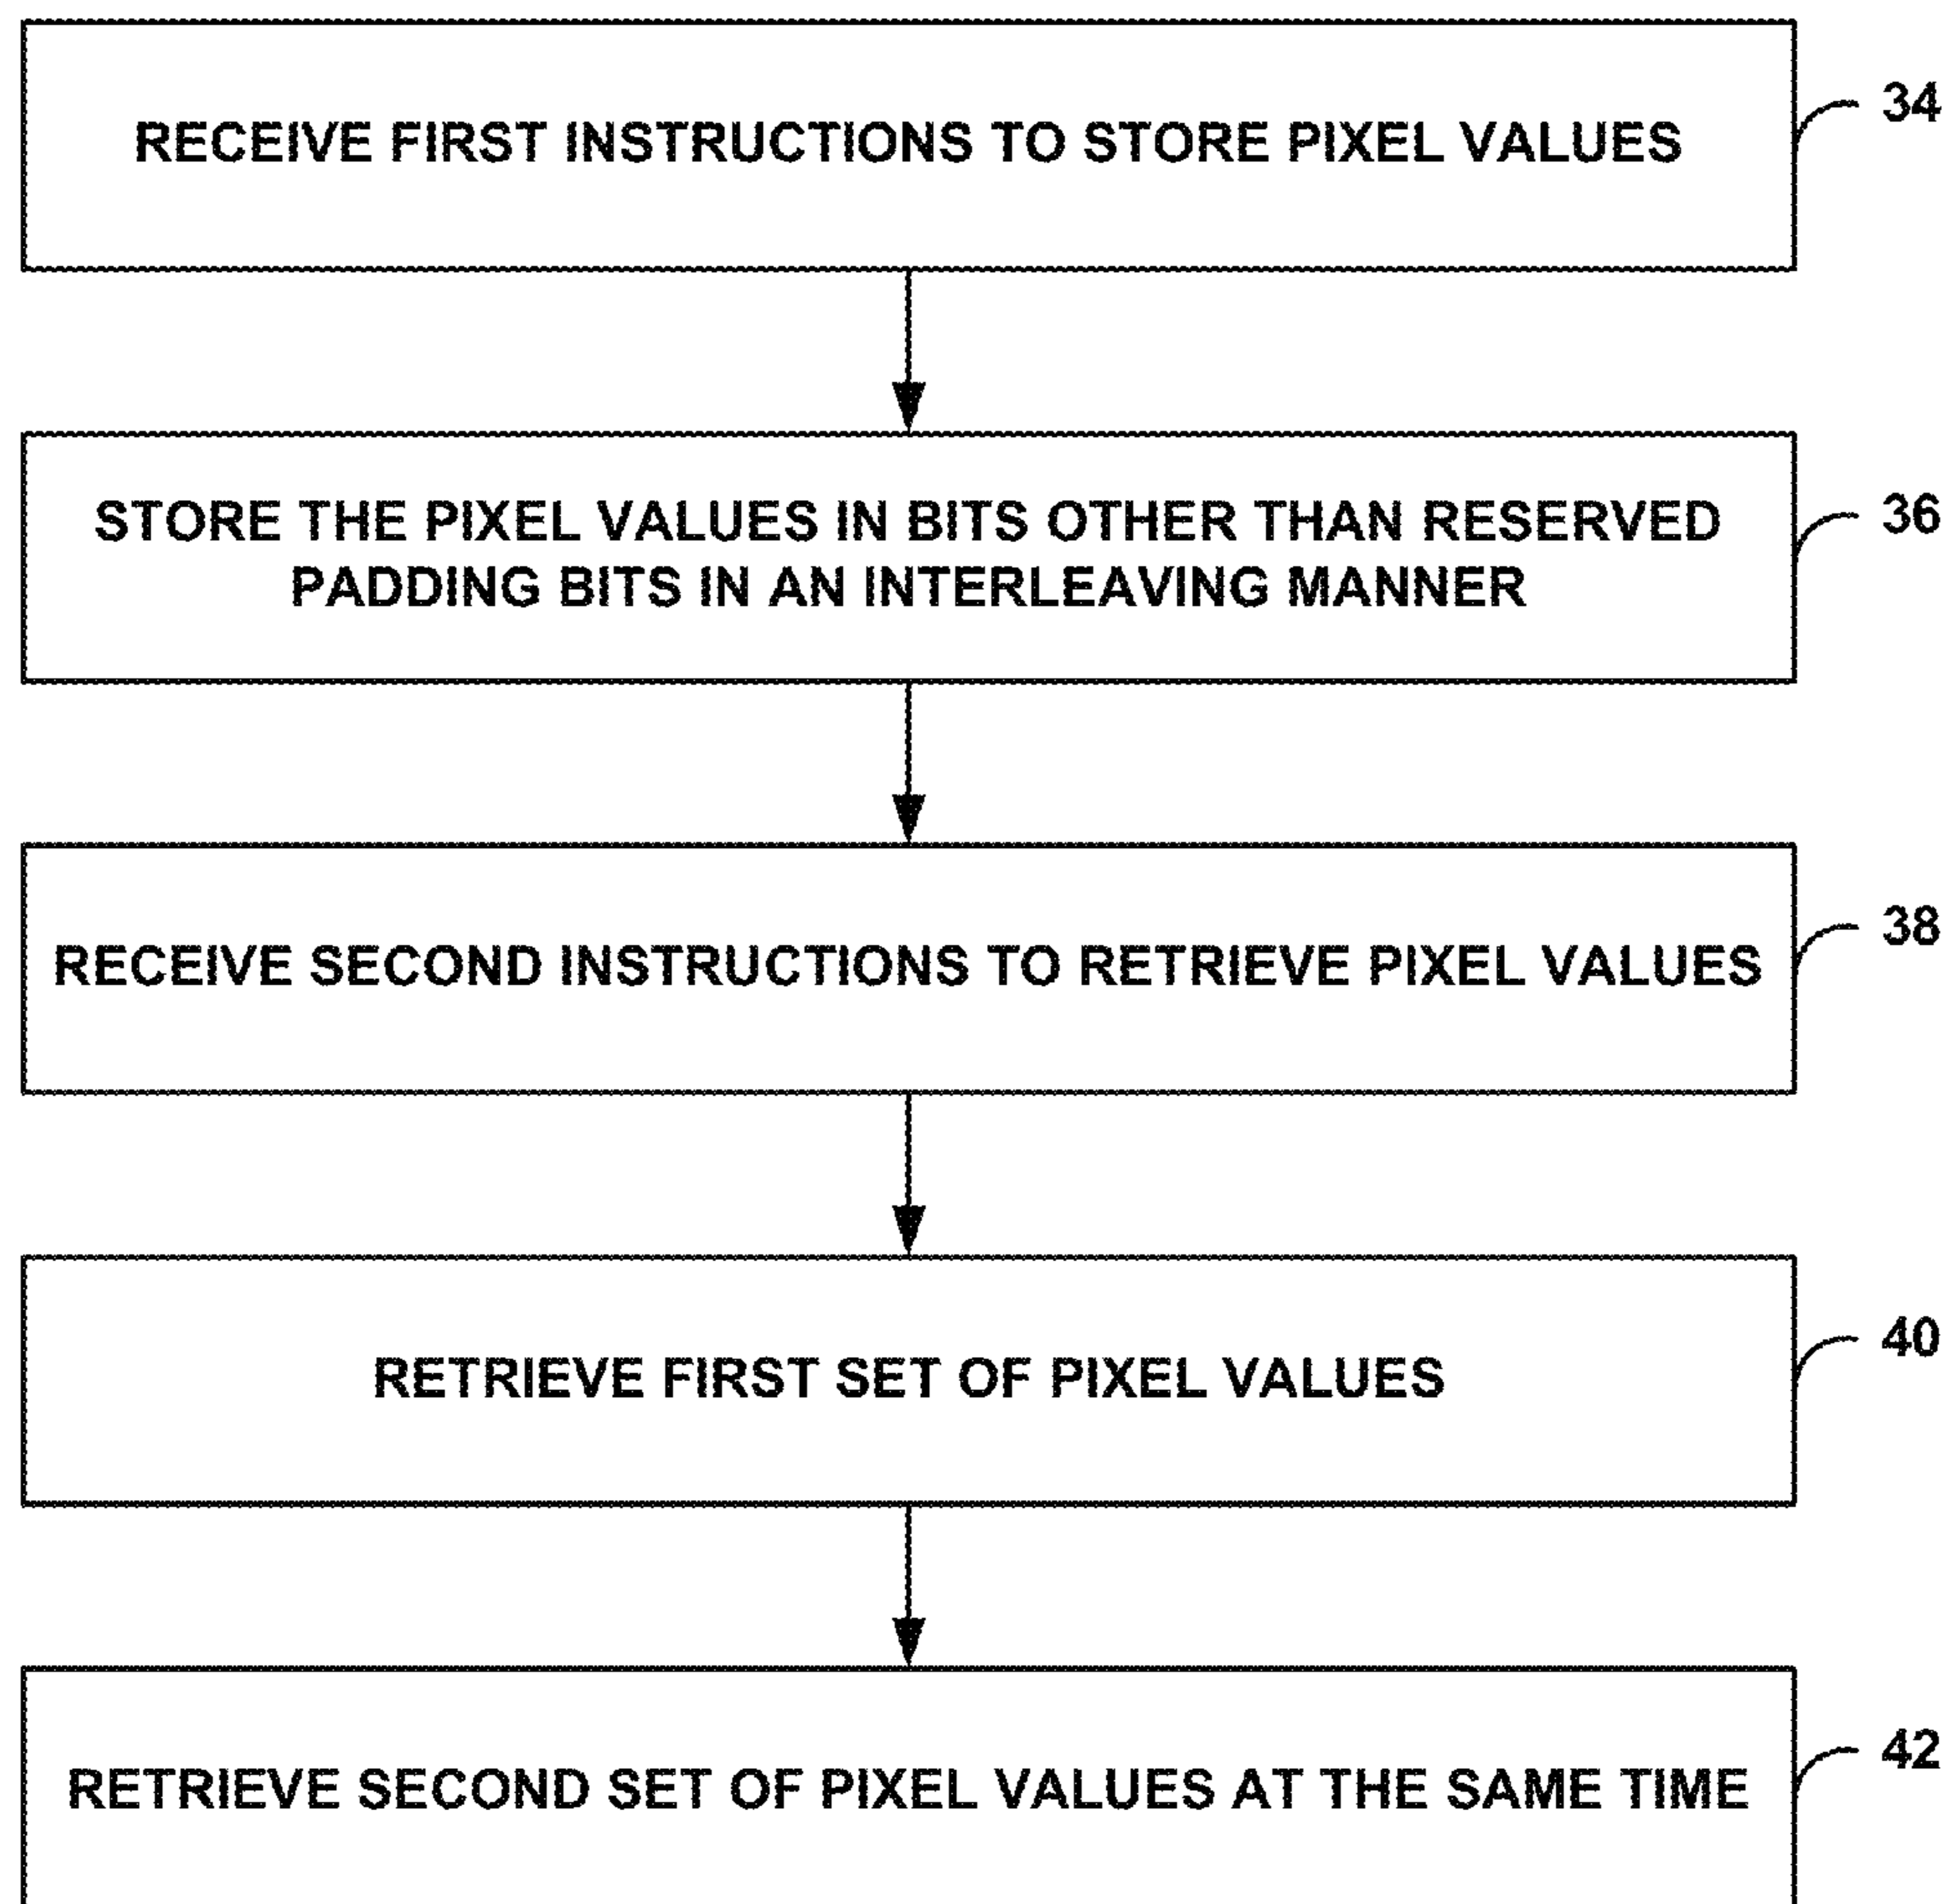 RECEIVE FIRST INSTRUCTIONS TO STORE PIXEL VALUES
34
STORE THE PIXEL VALUES IN BITS OTHER THAN RESERVED
PADDING BITS IN AN INTERLEAVING MANNER
36
RECEIVE SECOND INSTRUCTIONS TO RETRIEVE PIXEL VALUES
38
RETRIEVE FIRST SET OF PIXEL VALUES
40
RETRIEVE SECOND SET OF PIXEL VALUES AT THE SAME TIME
42